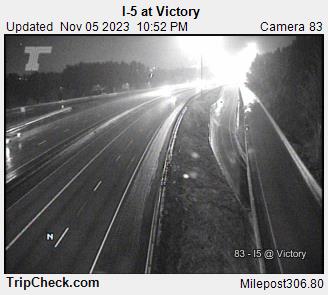 I-5 at Victory
Updated Nov 05 2023 10:52 PM Camera 83
N
83 - I5 @ Victory
TripCheck.com Milepost306.80